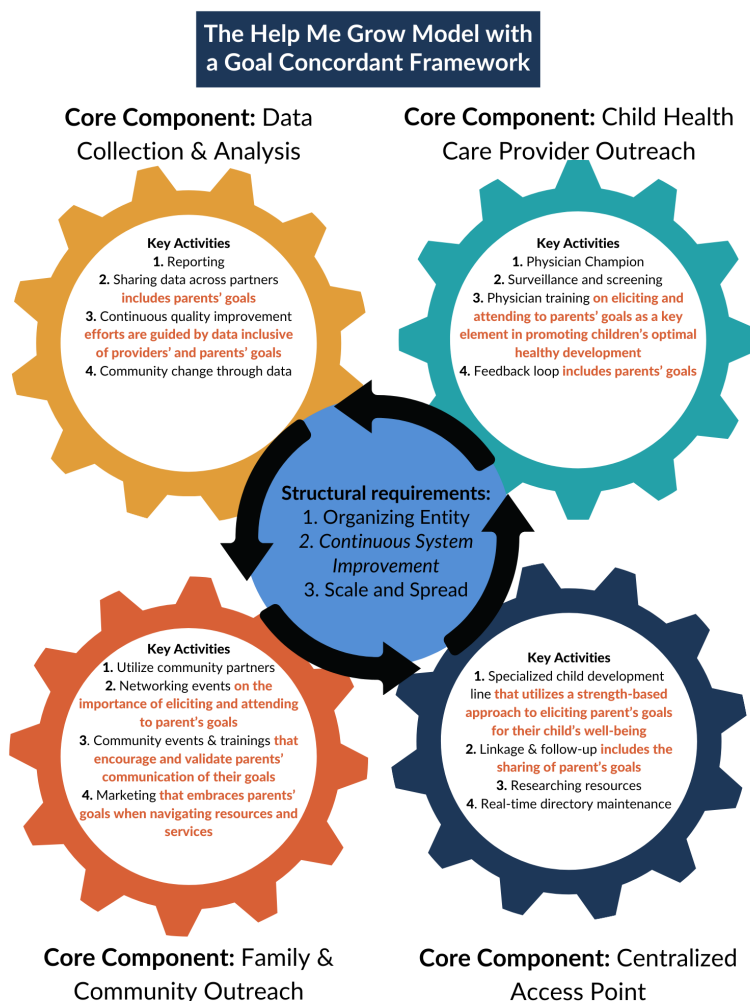 The Help Me Grow Model with
a Goal Concordant Framework
Core Component: Data
Collection & Analysis
Key Activities
1. Reporting
2. Sharing data across partners
includes parents' goals
3. Continuous quality improvement
efforts are guided by data inclusive
of providers' and parents' goals
4. Community change through data
Core Component: Child Health
Care Provider Outreach
Key Activities
1. Physician Champion
2. Surveillance and screening
3. Physician training on eliciting and
attending to parents' goals as a key
element in promoting children's optimal
healthy development
4. Feedback loop includes parents' goals
Structural requirements:
1. Organizing Entity
2. Continuous System
Improvement
3. Scale and Spread
Key Activities
1. Utilize community partners
2. Networking events on the
importance of eliciting and attending
to parent's goals
3. Community events & trainings that
encourage and validate parents'
communication of their goals
4. Marketing that embraces parents'
goals when navigating resources and
services
Core Component: Family &
Community Outreach
Key Activities
1. Specialized child development
line that utilizes a strength-based
approach to eliciting parent's goals
for their child's well-being
2. Linkage & follow-up includes the
sharing of parent's goals
3. Researching resources
4. Real-time directory maintenance
Core Component: Centralized
Access Point